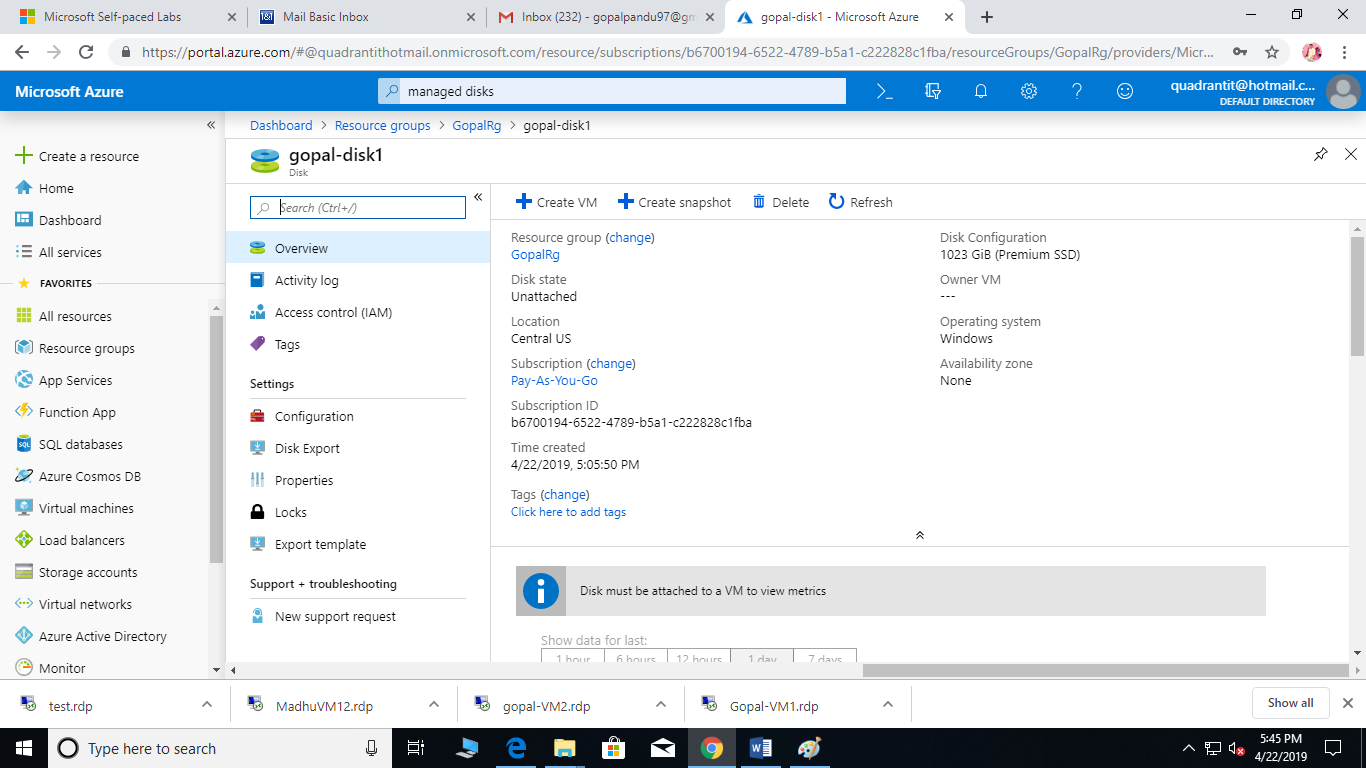 Microsoft Self-paced Labs
Mail Basic Inbox
Inbox (232) - gopalpandu97@gm
gopal-disk1 - Microsoft Azure
https://portal.azure.com/#@quadrantithotmail.onmicrosoft.com/resource/subscriptions/b6700194-6522-4789-b5a1-c222828c1fba/resourceGroups/GopalRg/providers/Micr...
Microsoft Azure
managed disks
quadrantit@hotmail.c...
DEFAULT DIRECTORY
Dashboard > Resource groups > GopalRg > gopal-disk1
Create a resource
Home
Dashboard
All services
FAVORITES
All resources
Resource groups
App Services
Function App
SQL databases
Azure Cosmos DB
Virtual machines
Load balancers
Storage accounts
Virtual networks
Azure Active Directory
Monitor
gopal-disk1
Disk
Search (Ctrl+/)
Overview
Activity log
Access control (IAM)
Tags
Settings
Configuration
Disk Export
Properties
Locks
Export template
Support + troubleshooting
New support request
Create VM
Create snapshot
Delete
Refresh
Resource group (change)
GopalRg
Disk state
Unattached
Location
Central US
Subscription (change)
Pay-As-You-Go
Subscription ID
b6700194-6522-4789-b5a1-c222828c1fba
Time created
4/22/2019, 5:05:50 PM
Tags (change)
Click here to add tags
Disk Configuration
1023 GiB (Premium SSD)
Owner VM
---
Operating system
Windows
Availability zone
None
Disk must be attached to a VM to view metrics
Show data for last:
1 hour
6 hours
12 hours
1 day
7 days
test.rdp
MadhuVM12.rdp
gopal-VM2.rdp
Gopal-VM1.rdp
Show all
Type here to search
5:45 PM
4/22/2019